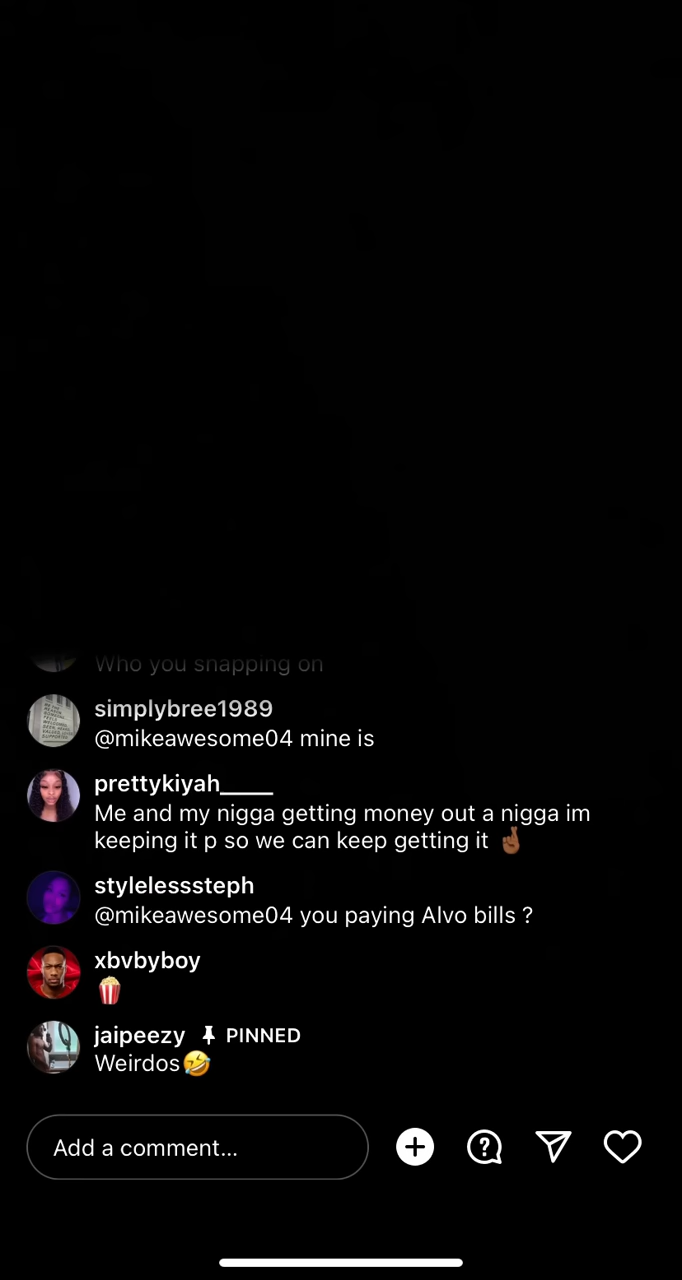 Who you snapping on
simplybree1989
@mikeawesome04 mine is
prettykiyah_____
Me and my nigga getting money out a nigga im
keeping it p so we can keep getting it 🤞🏾
stylelesssteph
@mikeawesome04 you paying Alvo bills ?
xbvbyboy
🍿
jaipeezy PINNED
Weirdos🤣
Add a comment...